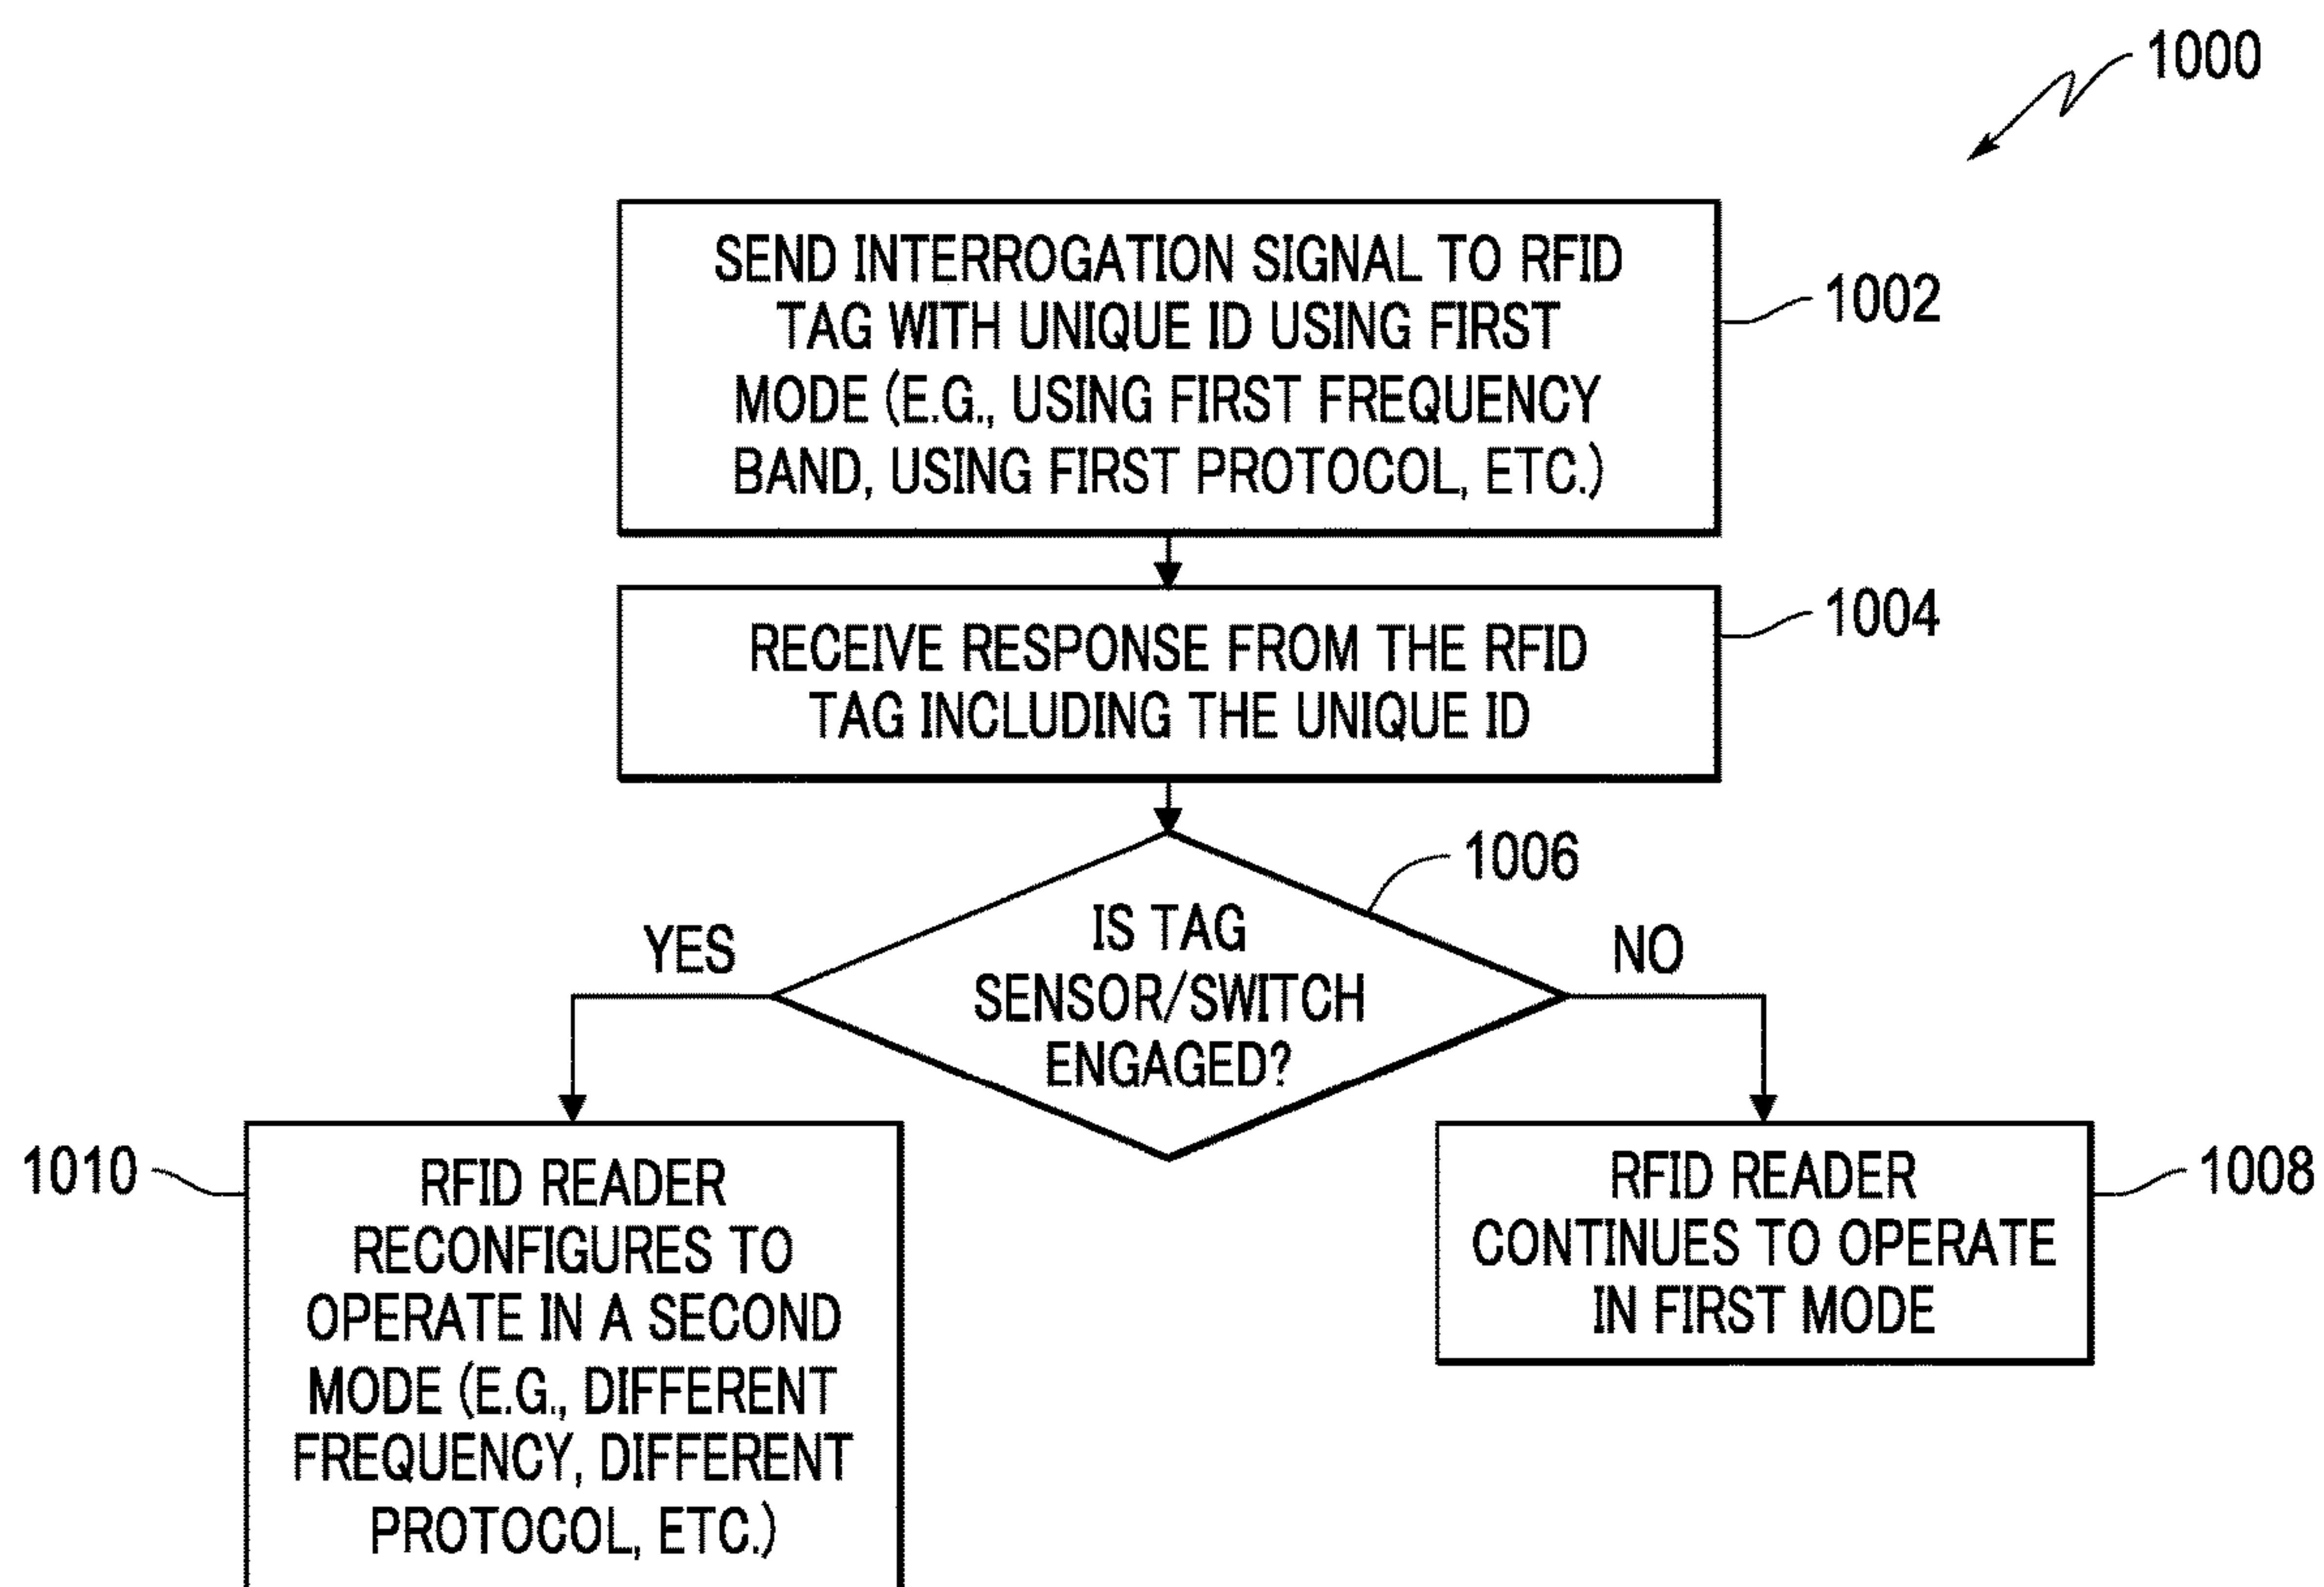 1000
SEND INTERROGATION SIGNAL TO RFID
TAG WITH UNIQUE ID USING FIRST
MODE (E.G., USING FIRST FREQUENCY
BAND, USING FIRST PROTOCOL, ETC.)
1002
RECEIVE RESPONSE FROM THE RFID
TAG INCLUDING THE UNIQUE ID
1004
IS TAG
SENSOR/SWITCH
ENGAGED?
1006
YES
NO
1010
RFID READER
RECONFIGURES TO
OPERATE IN A SECOND
MODE (E.G., DIFFERENT
FREQUENCY, DIFFERENT
PROTOCOL, ETC.)
RFID READER
CONTINUES TO OPERATE
IN FIRST MODE
1008